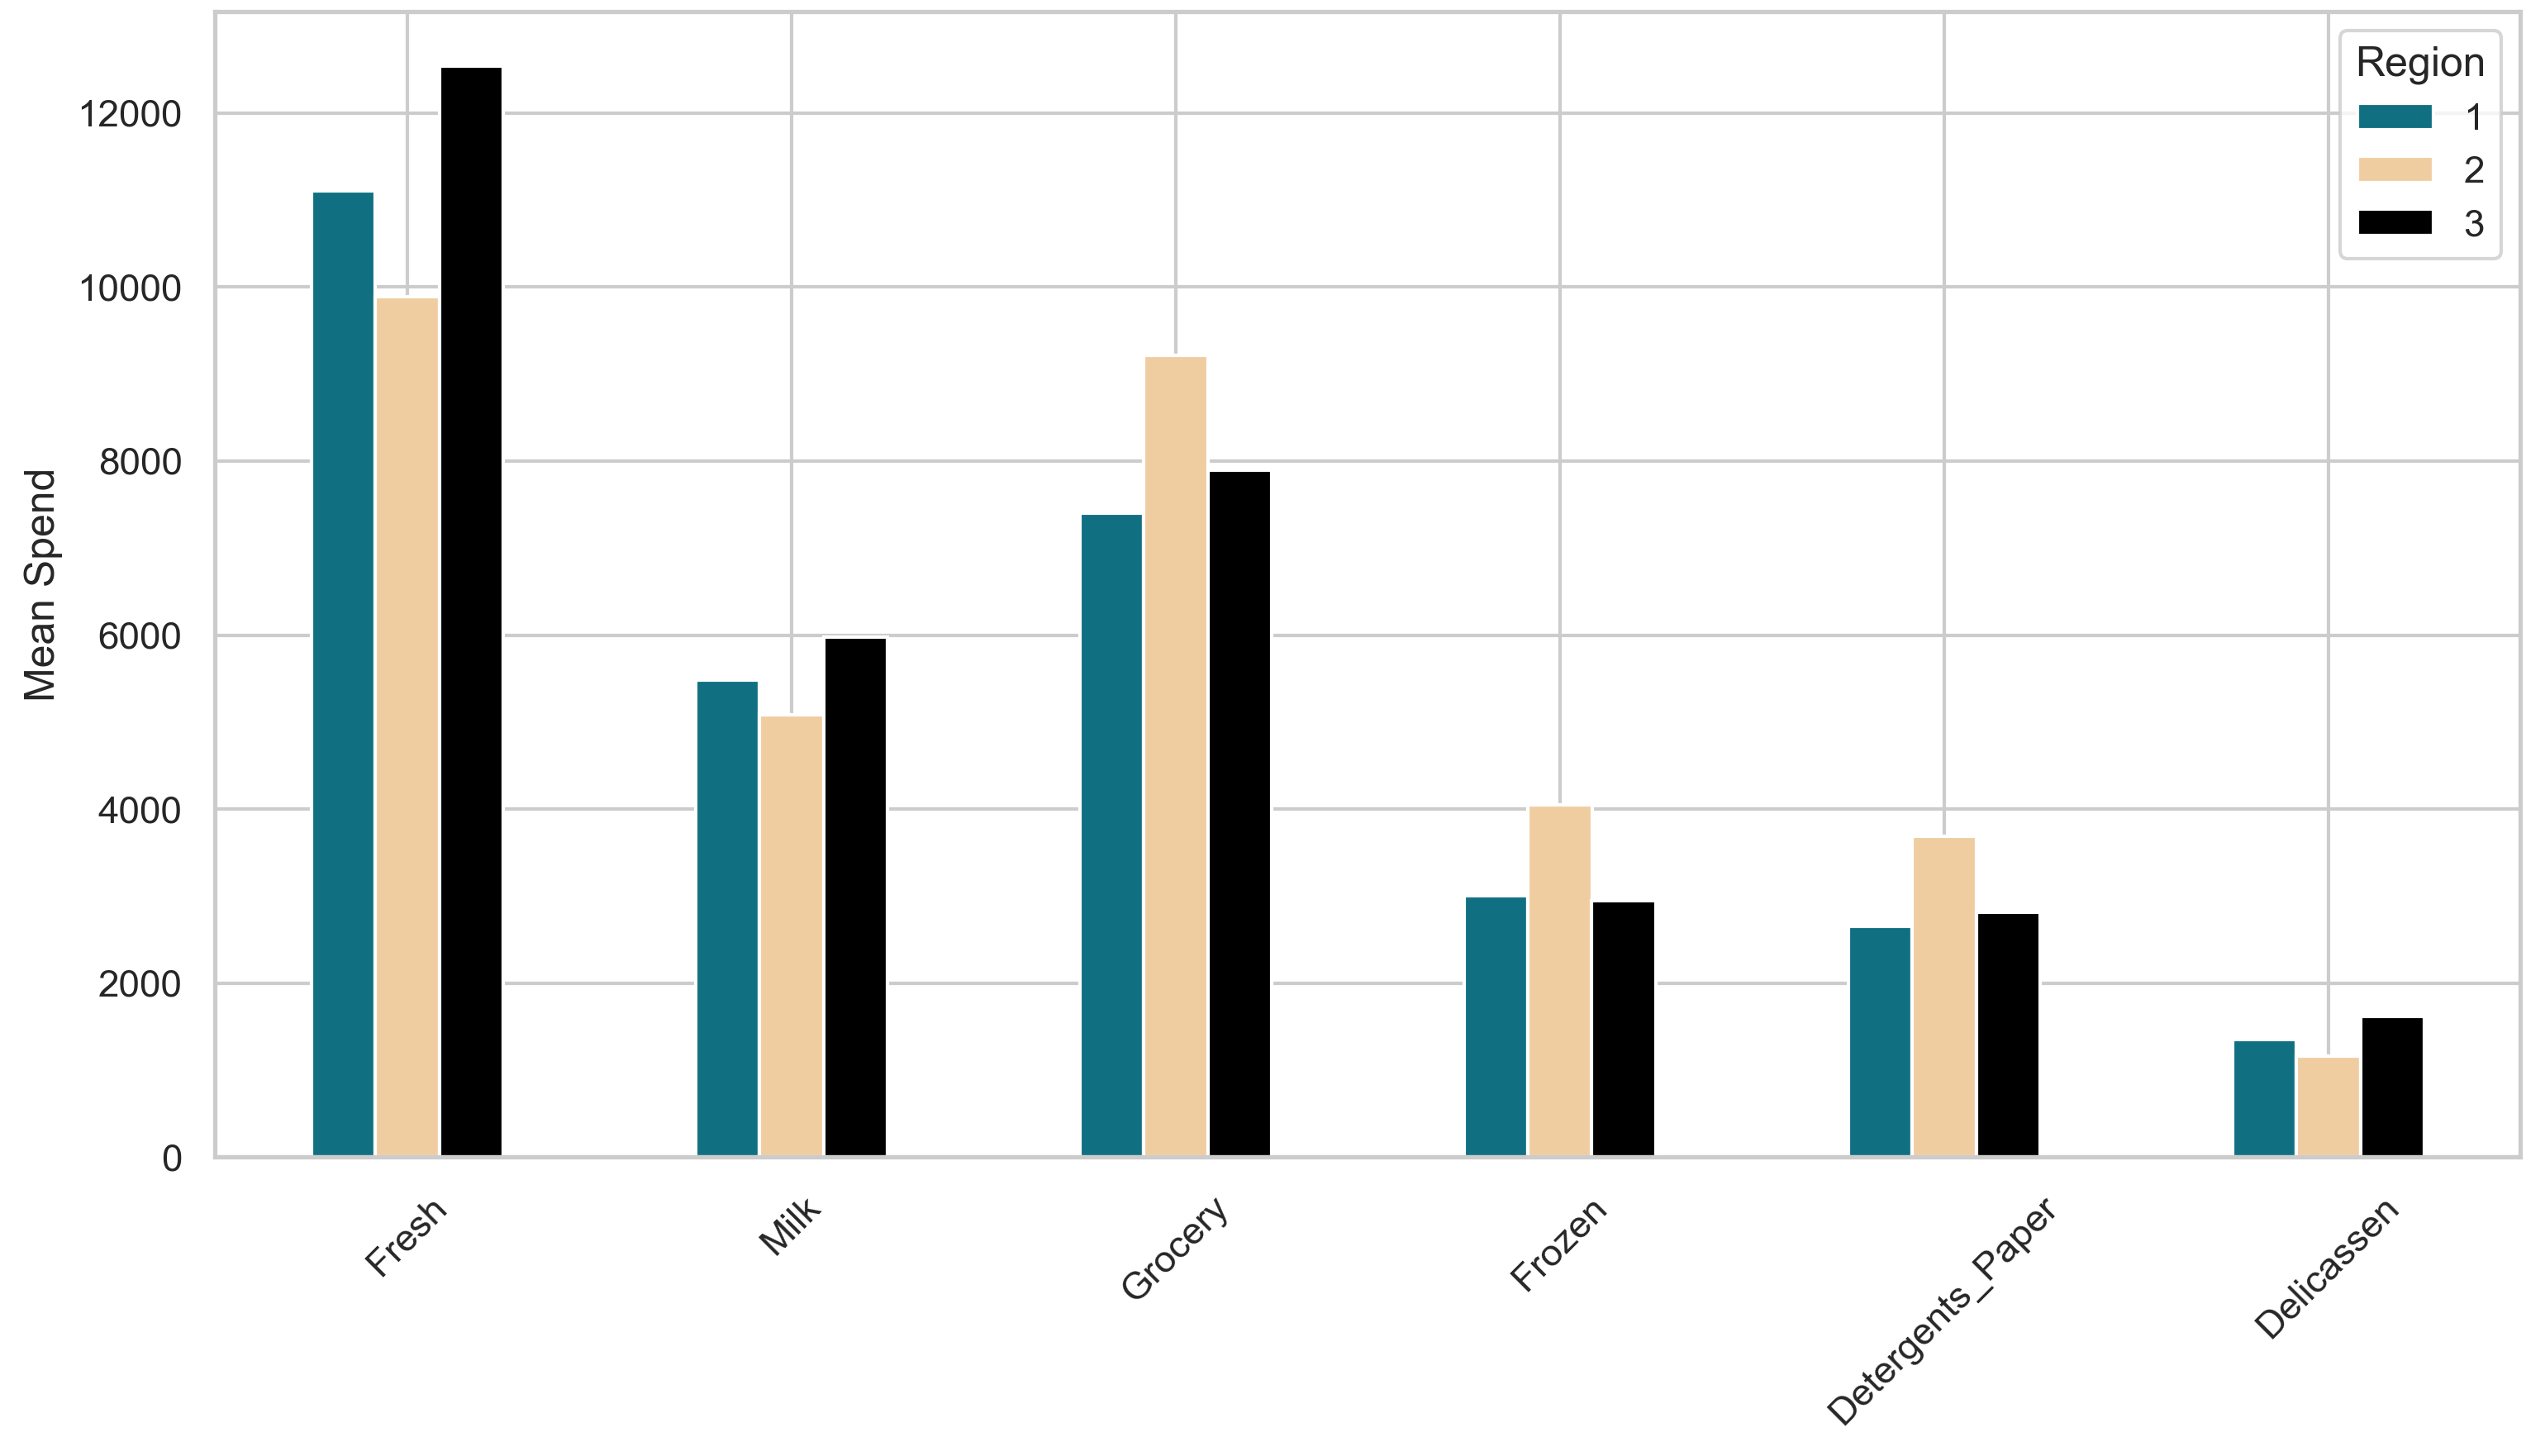 Mean Spend
12000
10000
8000
6000
4000
2000
0
Region
1
2
3
Fresh
Milk
Grocery
Frozen
Detergents_Paper
Delicassen